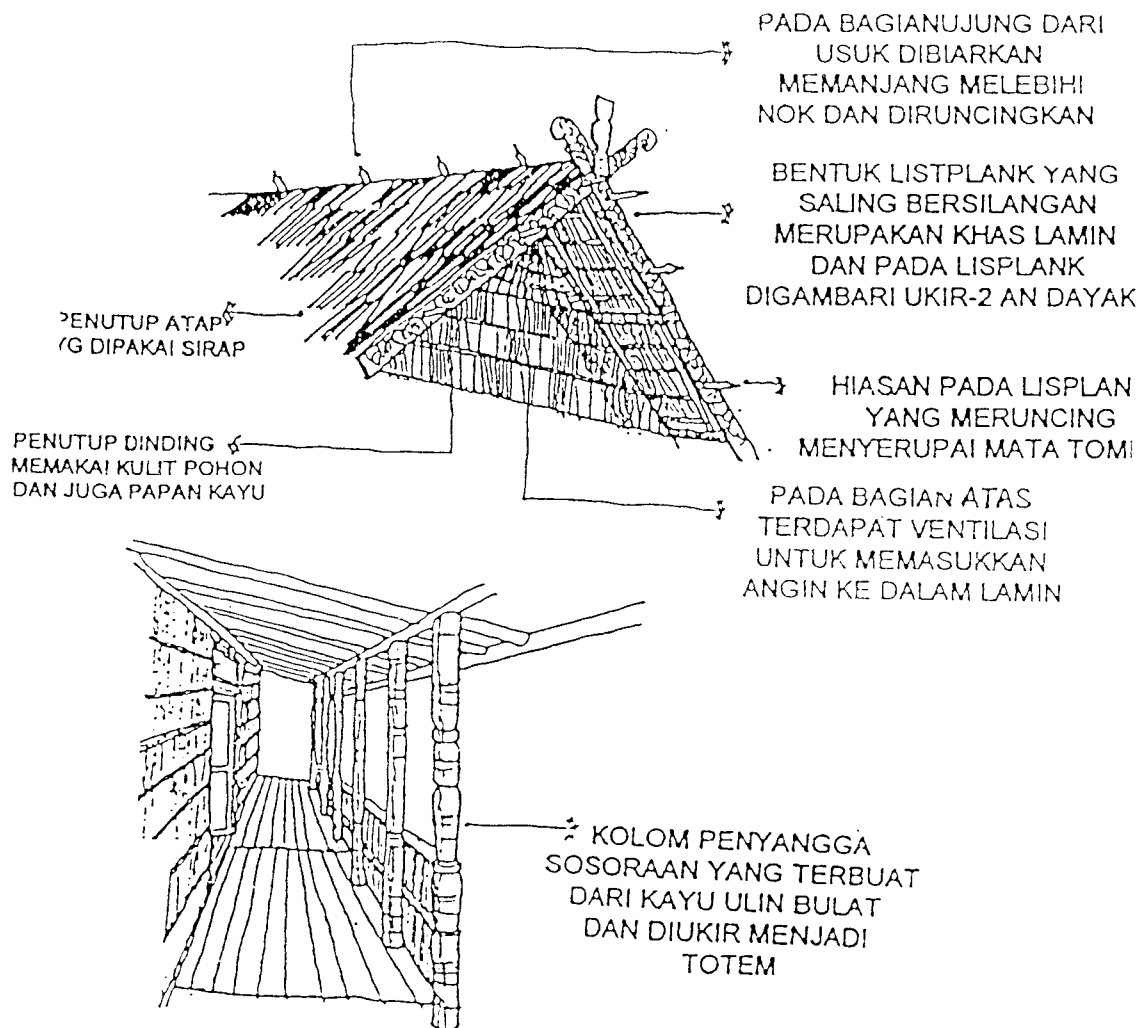 PADA BAGIANUJUNG DARI
USUK DIBIARKAN
MEMANJANG MELEBIHI
NOK DAN DIRUNCINGKAN
BENTUK LISTPLANK YANG
SALING BERSILANGAN
MERUPAKAN KHAS LAMIN
DAN PADA LISPLANK
DIGAMBARI UKIR-2 AN DAYAK
PENUTUP ATAP
YG DIPAKAI SIRAP
HIASAN PADA LISPLAN
YANG MERUNCING
MENYERUPAI MATA TOM
PENUTUP DINDING
MEMAKAI KULIT POHON
DAN JUGA PAPAN KAYU
PADA BAGIAN ATAS
TERDAPAT VENTILASI
UNTUK MEMASUKKAN
ANGIN KE DALAM LAMIN
KOLOM PENYANGGA
SOSORAAN YANG TERBUAT
DARI KAYU ULIN BULAT
DAN DIUKIR MENJADI
TOTEM